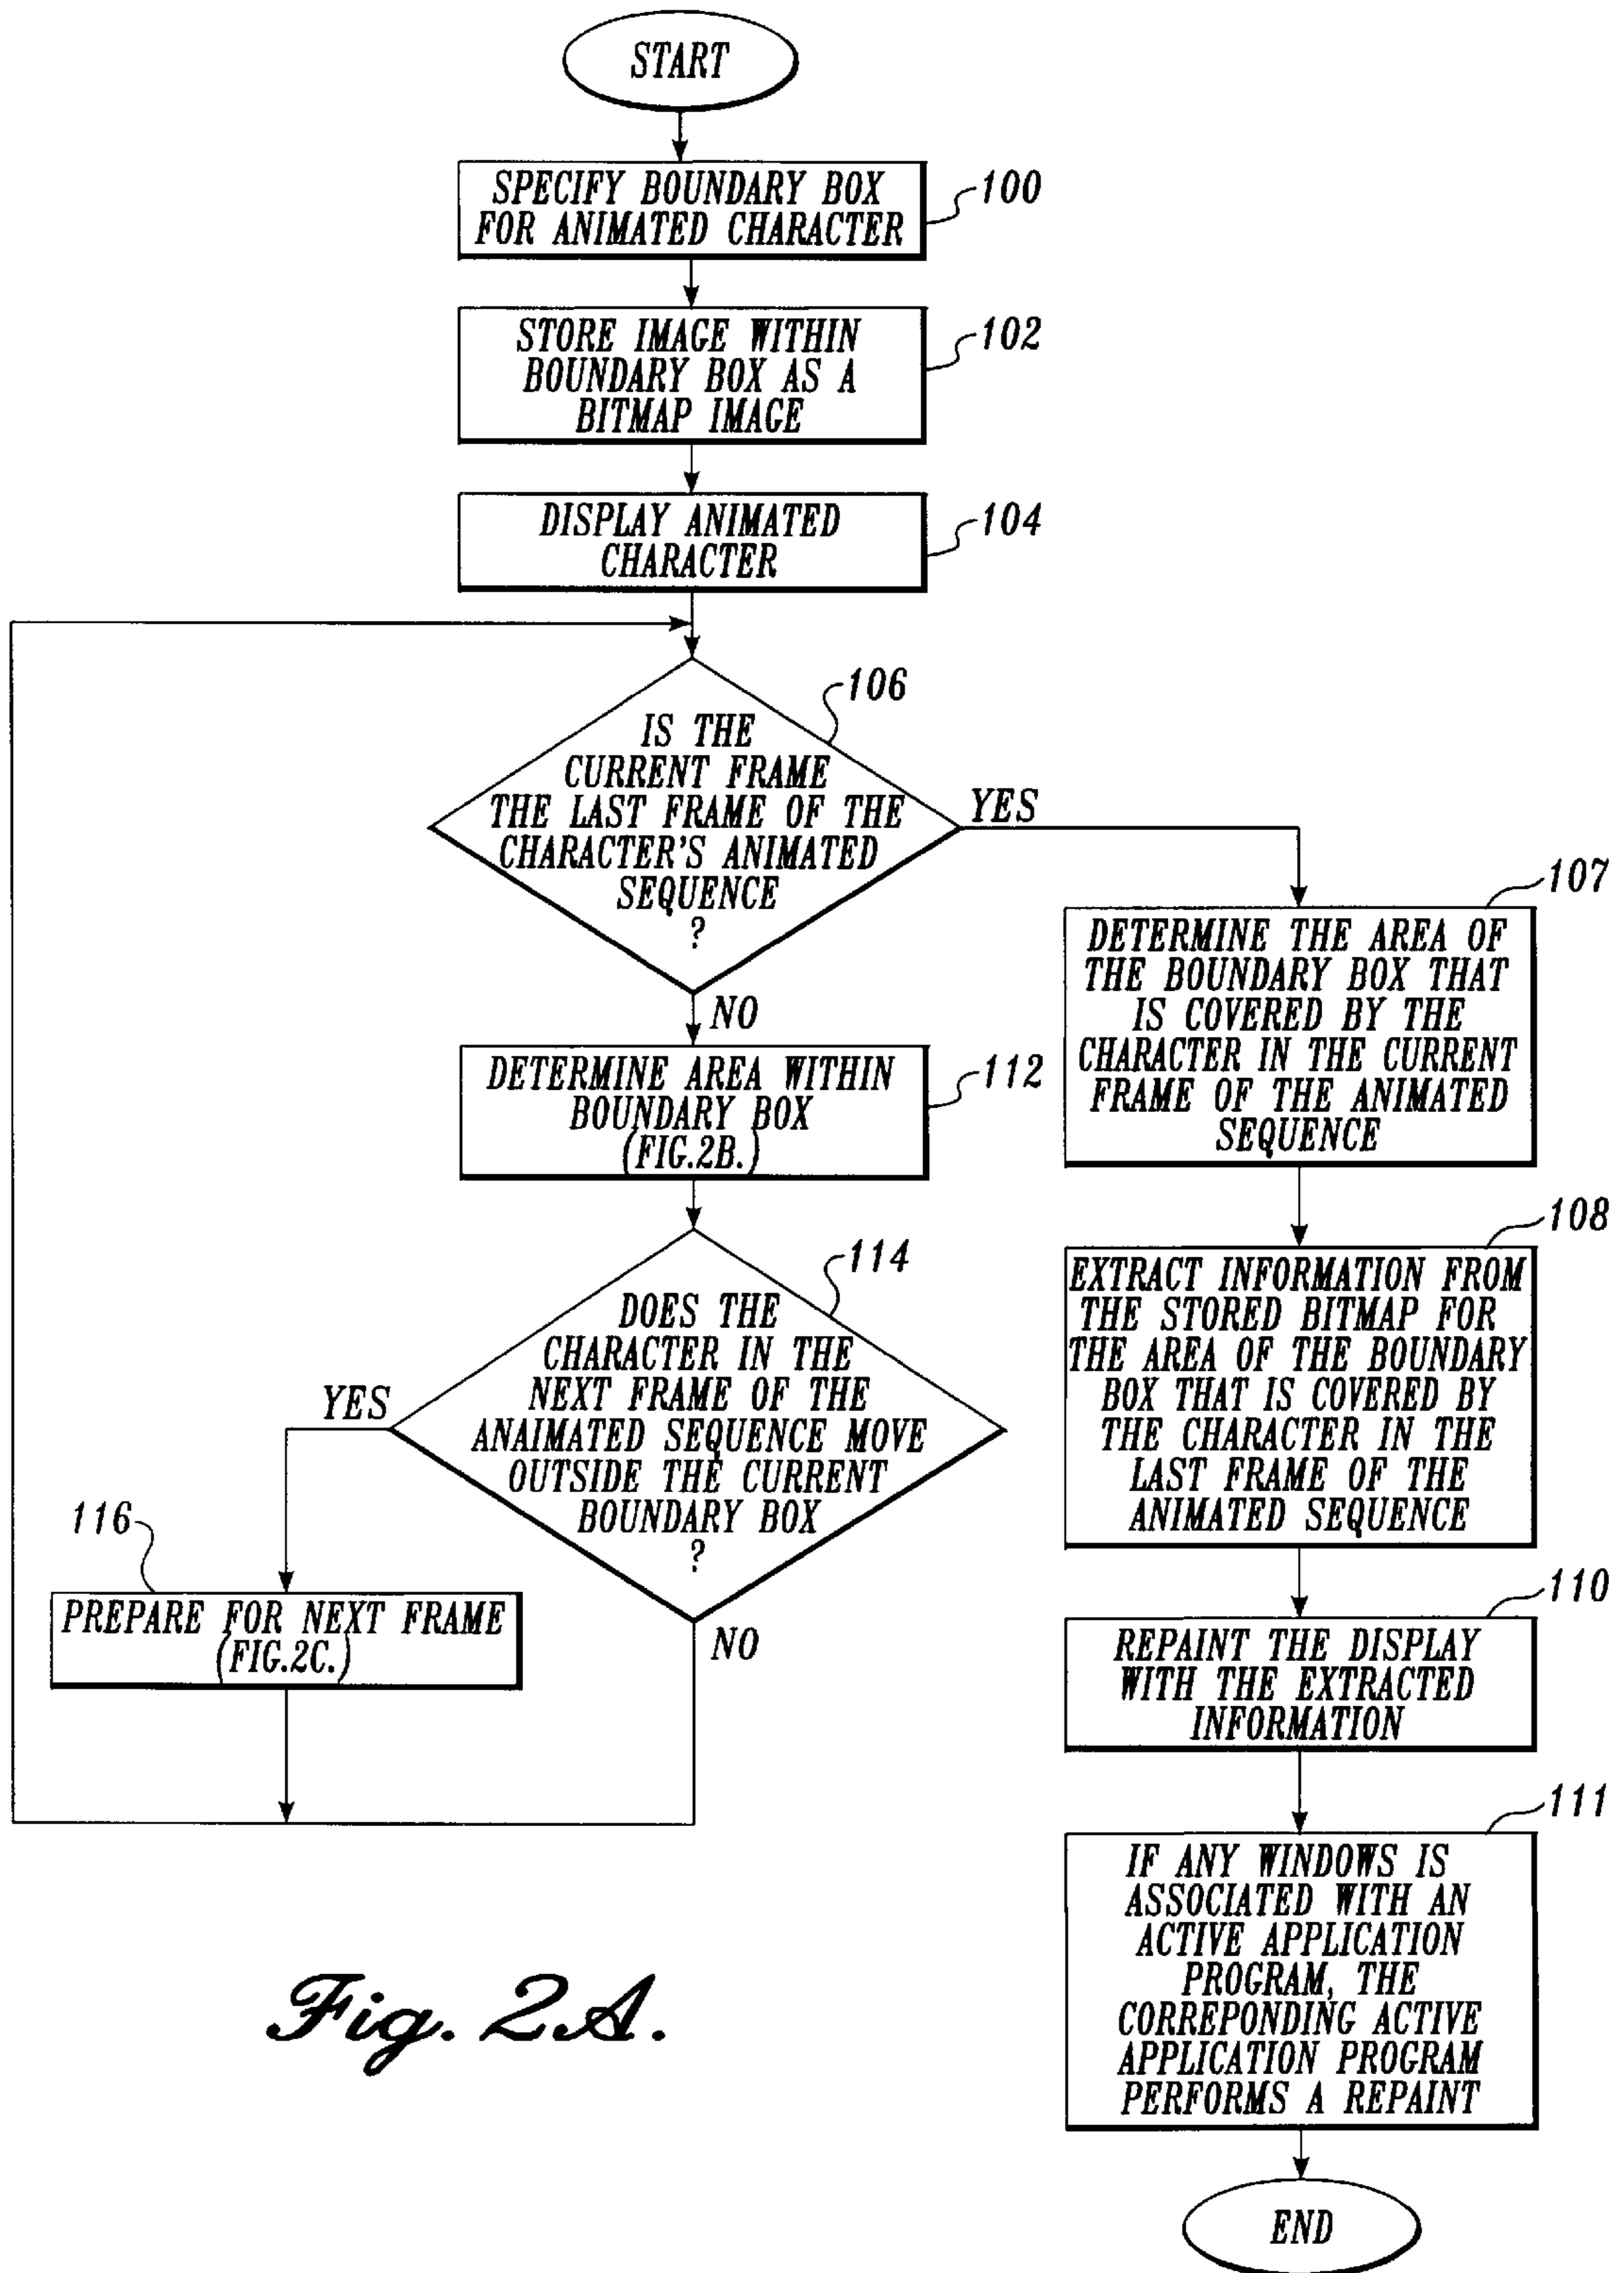 START
SPECIFY BOUNDARY BOX
FOR ANIMATED CHARACTER
100
STORE IMAGE WITHIN
BOUNDARY BOX AS A
BITMAP IMAGE
102
DISPLAY ANIMATED
CHARACTER
104
IS THE
CURRENT FRAME
THE LAST FRAME OF THE
CHARACTER'S ANIMATED
SEQUENCE
?
106
YES
NO
DETERMINE THE AREA OF
THE BOUNDARY BOX THAT
IS COVERED BY THE
CHARACTER IN THE CURRENT
FRAME OF THE ANIMATED
SEQUENCE
107
DETERMINE AREA WITHIN
BOUNDARY BOX
(FIG.2B.)
112
EXTRACT INFORMATION FROM
THE STORED BITMAP FOR
THE AREA OF THE BOUNDARY
BOX THAT IS COVERED BY
THE CHARACTER IN THE
LAST FRAME OF THE
ANIMATED SEQUENCE
108
DOES THE
CHARACTER IN THE
NEXT FRAME OF THE
ANAIMATED SEQUENCE MOVE
OUTSIDE THE CURRENT
BOUNDARY BOX
?
114
YES
NO
116
PREPARE FOR NEXT FRAME
(FIG.2C.)
REPAINT THE DISPLAY
WITH THE EXTRACTED
INFORMATION
110
IF ANY WINDOWS IS
ASSOCIATED WITH AN
ACTIVE APPLICATION
PROGRAM, THE
CORREPONDING ACTIVE
APPLICATION PROGRAM
PERFORMS A REPAINT
111
END
Fig. 2A.